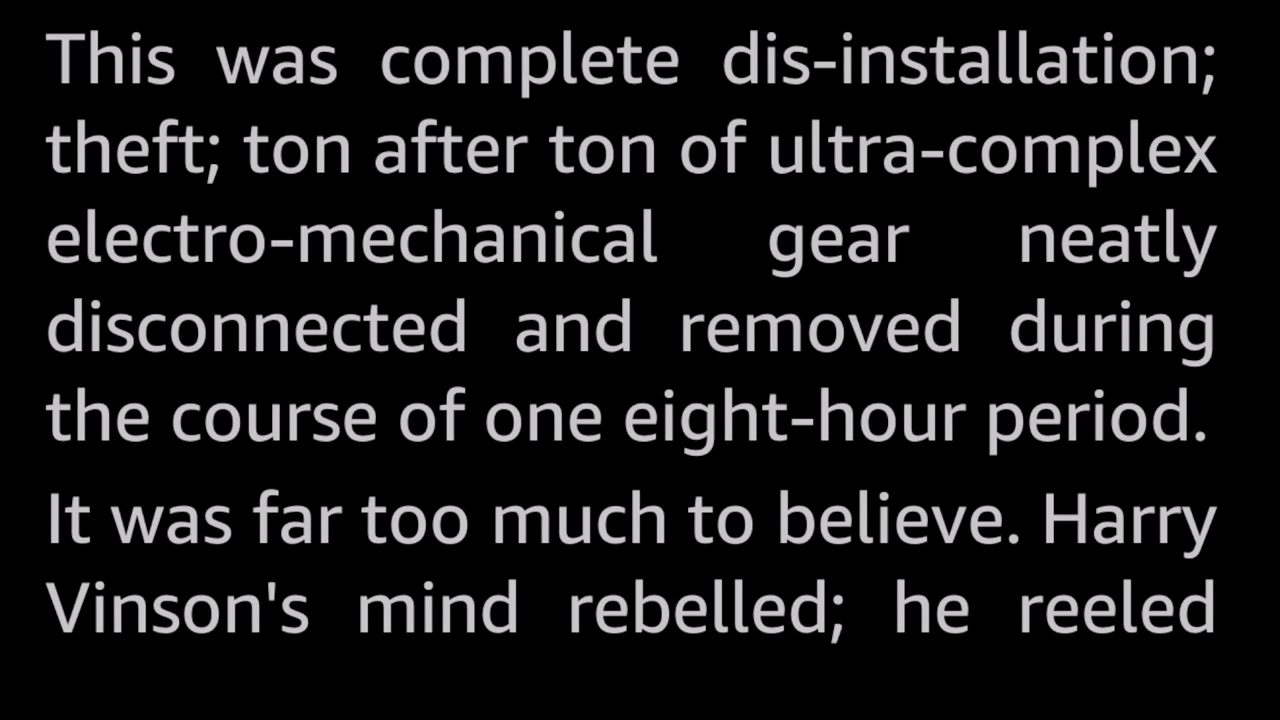 This was complete dis-installation;
theft; ton after ton of ultra-complex
electro-mechanical gear neatly
disconnected and removed during
the course of one eight-hour period.
It was far too much to believe. Harry
Vinson's mind rebelled; he reeled